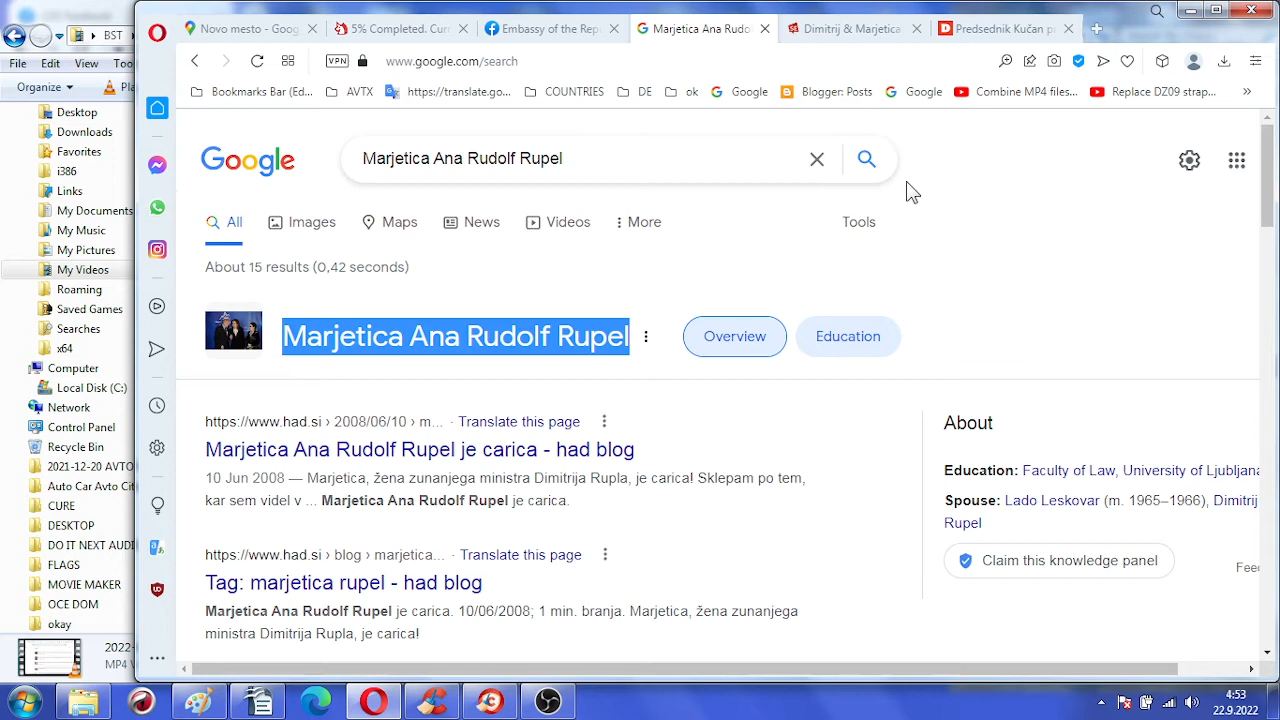 Novo mesto - Goog
5% Completed. Cur
Embassy of the Rep
Marjetica Ana Rudo
Dimitrij & Marjetica
Predsednik Kučan p
BST
VPN
www.google.com/search
File Edit View Too
Organize Pla
Bookmarks Bar (Ed... AVTX https://translate.go... COUNTRIES DE ok Google Blogger: Posts Google Combine MP4 files... Replace DZ09 strap... »
Desktop
Downloads
Favorites
i386
Links
My Documents
My Music
My Pictures
My Videos
Roaming
Saved Games
Searches
x64
Computer
Local Disk (C:)
Network
Control Panel
Recycle Bin
2021-12-20 AVTO
Auto Car Avto Cit
CURE
DESKTOP
DO IT NEXT AUDI
FLAGS
MOVIE MAKER
OCE DOM
okay
2022-
MP4 V
Google
Marjetica Ana Rudolf Rupel
All Images Maps News Videos More Tools
About 15 results (0,42 seconds)
Marjetica Ana Rudolf Rupel
Overview Education
https://www.had.si › 2008/06/10 › m... · Translate this page
Marjetica Ana Rudolf Rupel je carica - had blog
10 Jun 2008 — Marjetica, žena zunanjega ministra Dimitrija Rupla, je carica! Sklepam po tem,
kar sem videl v ... Marjetica Ana Rudolf Rupel je carica.
https://www.had.si › blog › marjetica... · Translate this page
Tag: marjetica rupel - had blog
Marjetica Ana Rudolf Rupel je carica. 10/06/2008; 1 min. branja. Marjetica, žena zunanjega
ministra Dimitrija Rupla, je carica!
About
Education: Faculty of Law, University of Ljubljana
Spouse: Lado Leskovar (m. 1965–1966), Dimitrij
Rupel
Claim this knowledge panel
Feed
4:53
22.9.2022